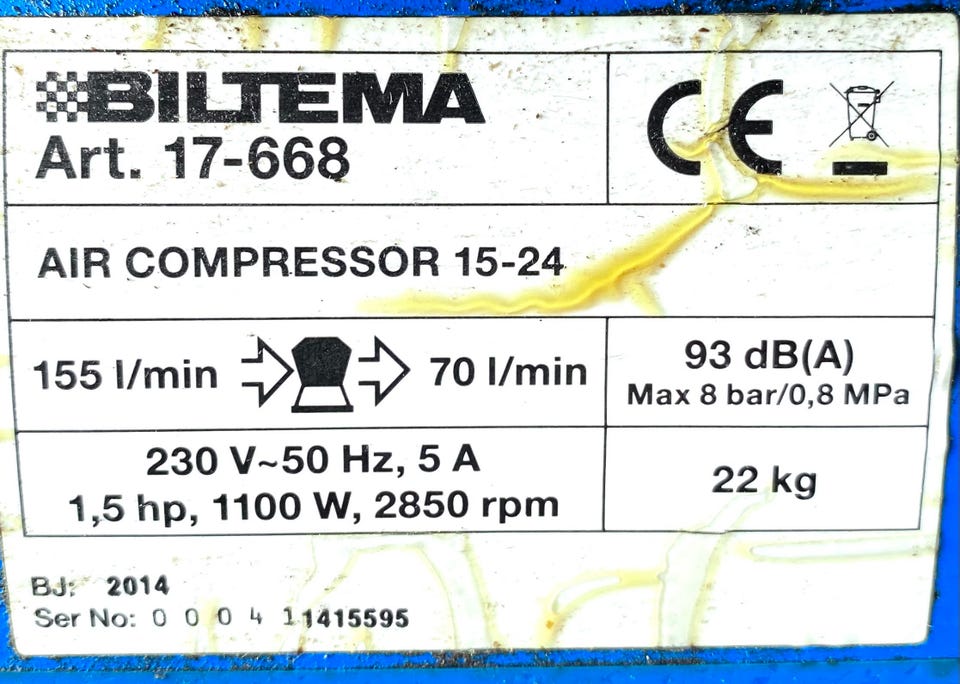 BILTEMA
Art. 17-668
CE
AIR COMPRESSOR 15-24
155 l/min 70 l/min
93 dB(A)
Max 8 bar/0,8 MPa
230 V~50 Hz, 5 A
1,5 hp, 1100 W, 2850 rpm
22 kg
BJ: 2014
Ser No: 0 0 0 4 1 1415595